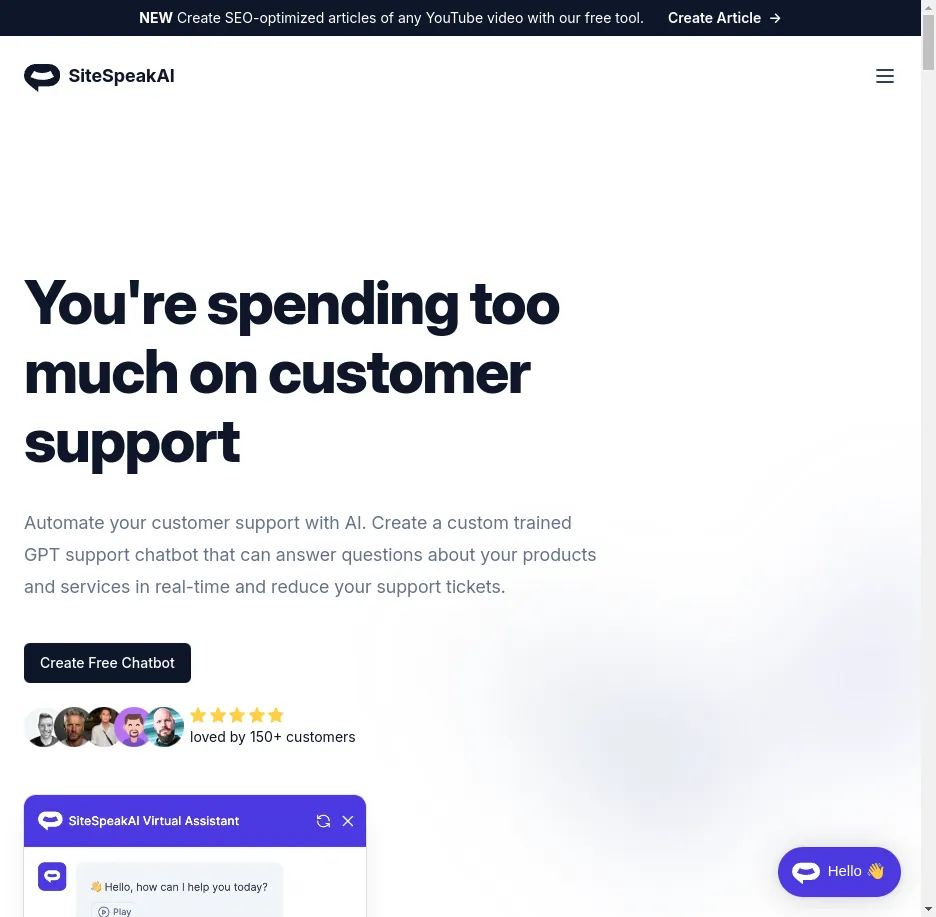 NEW Create SEO-optimized articles of any YouTube video with our free tool. Create Article →
SiteSpeakAI
You're spending too
much on customer
support
Automate your customer support with AI. Create a custom trained
GPT support chatbot that can answer questions about your products
and services in real-time and reduce your support tickets.
Create Free Chatbot
loved by 150+ customers
SiteSpeakAI Virtual Assistant
👋 Hello, how can I help you today?
Play
Hello 👋